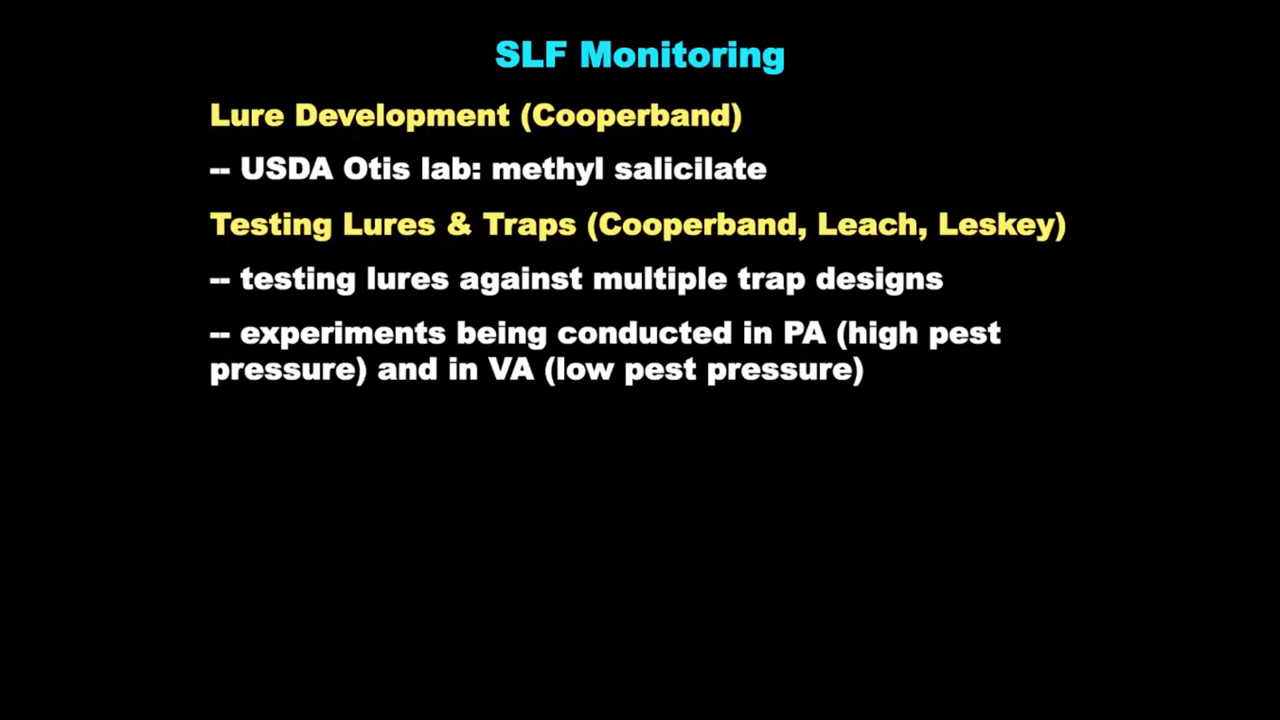 SLF Monitoring
Lure Development (Cooperband)
-- USDA Otis lab: methyl salicilate
Testing Lures & Traps (Cooperband, Leach, Leskey)
-- testing lures against multiple trap designs
-- experiments being conducted in PA (high pest
pressure) and in VA (low pest pressure)